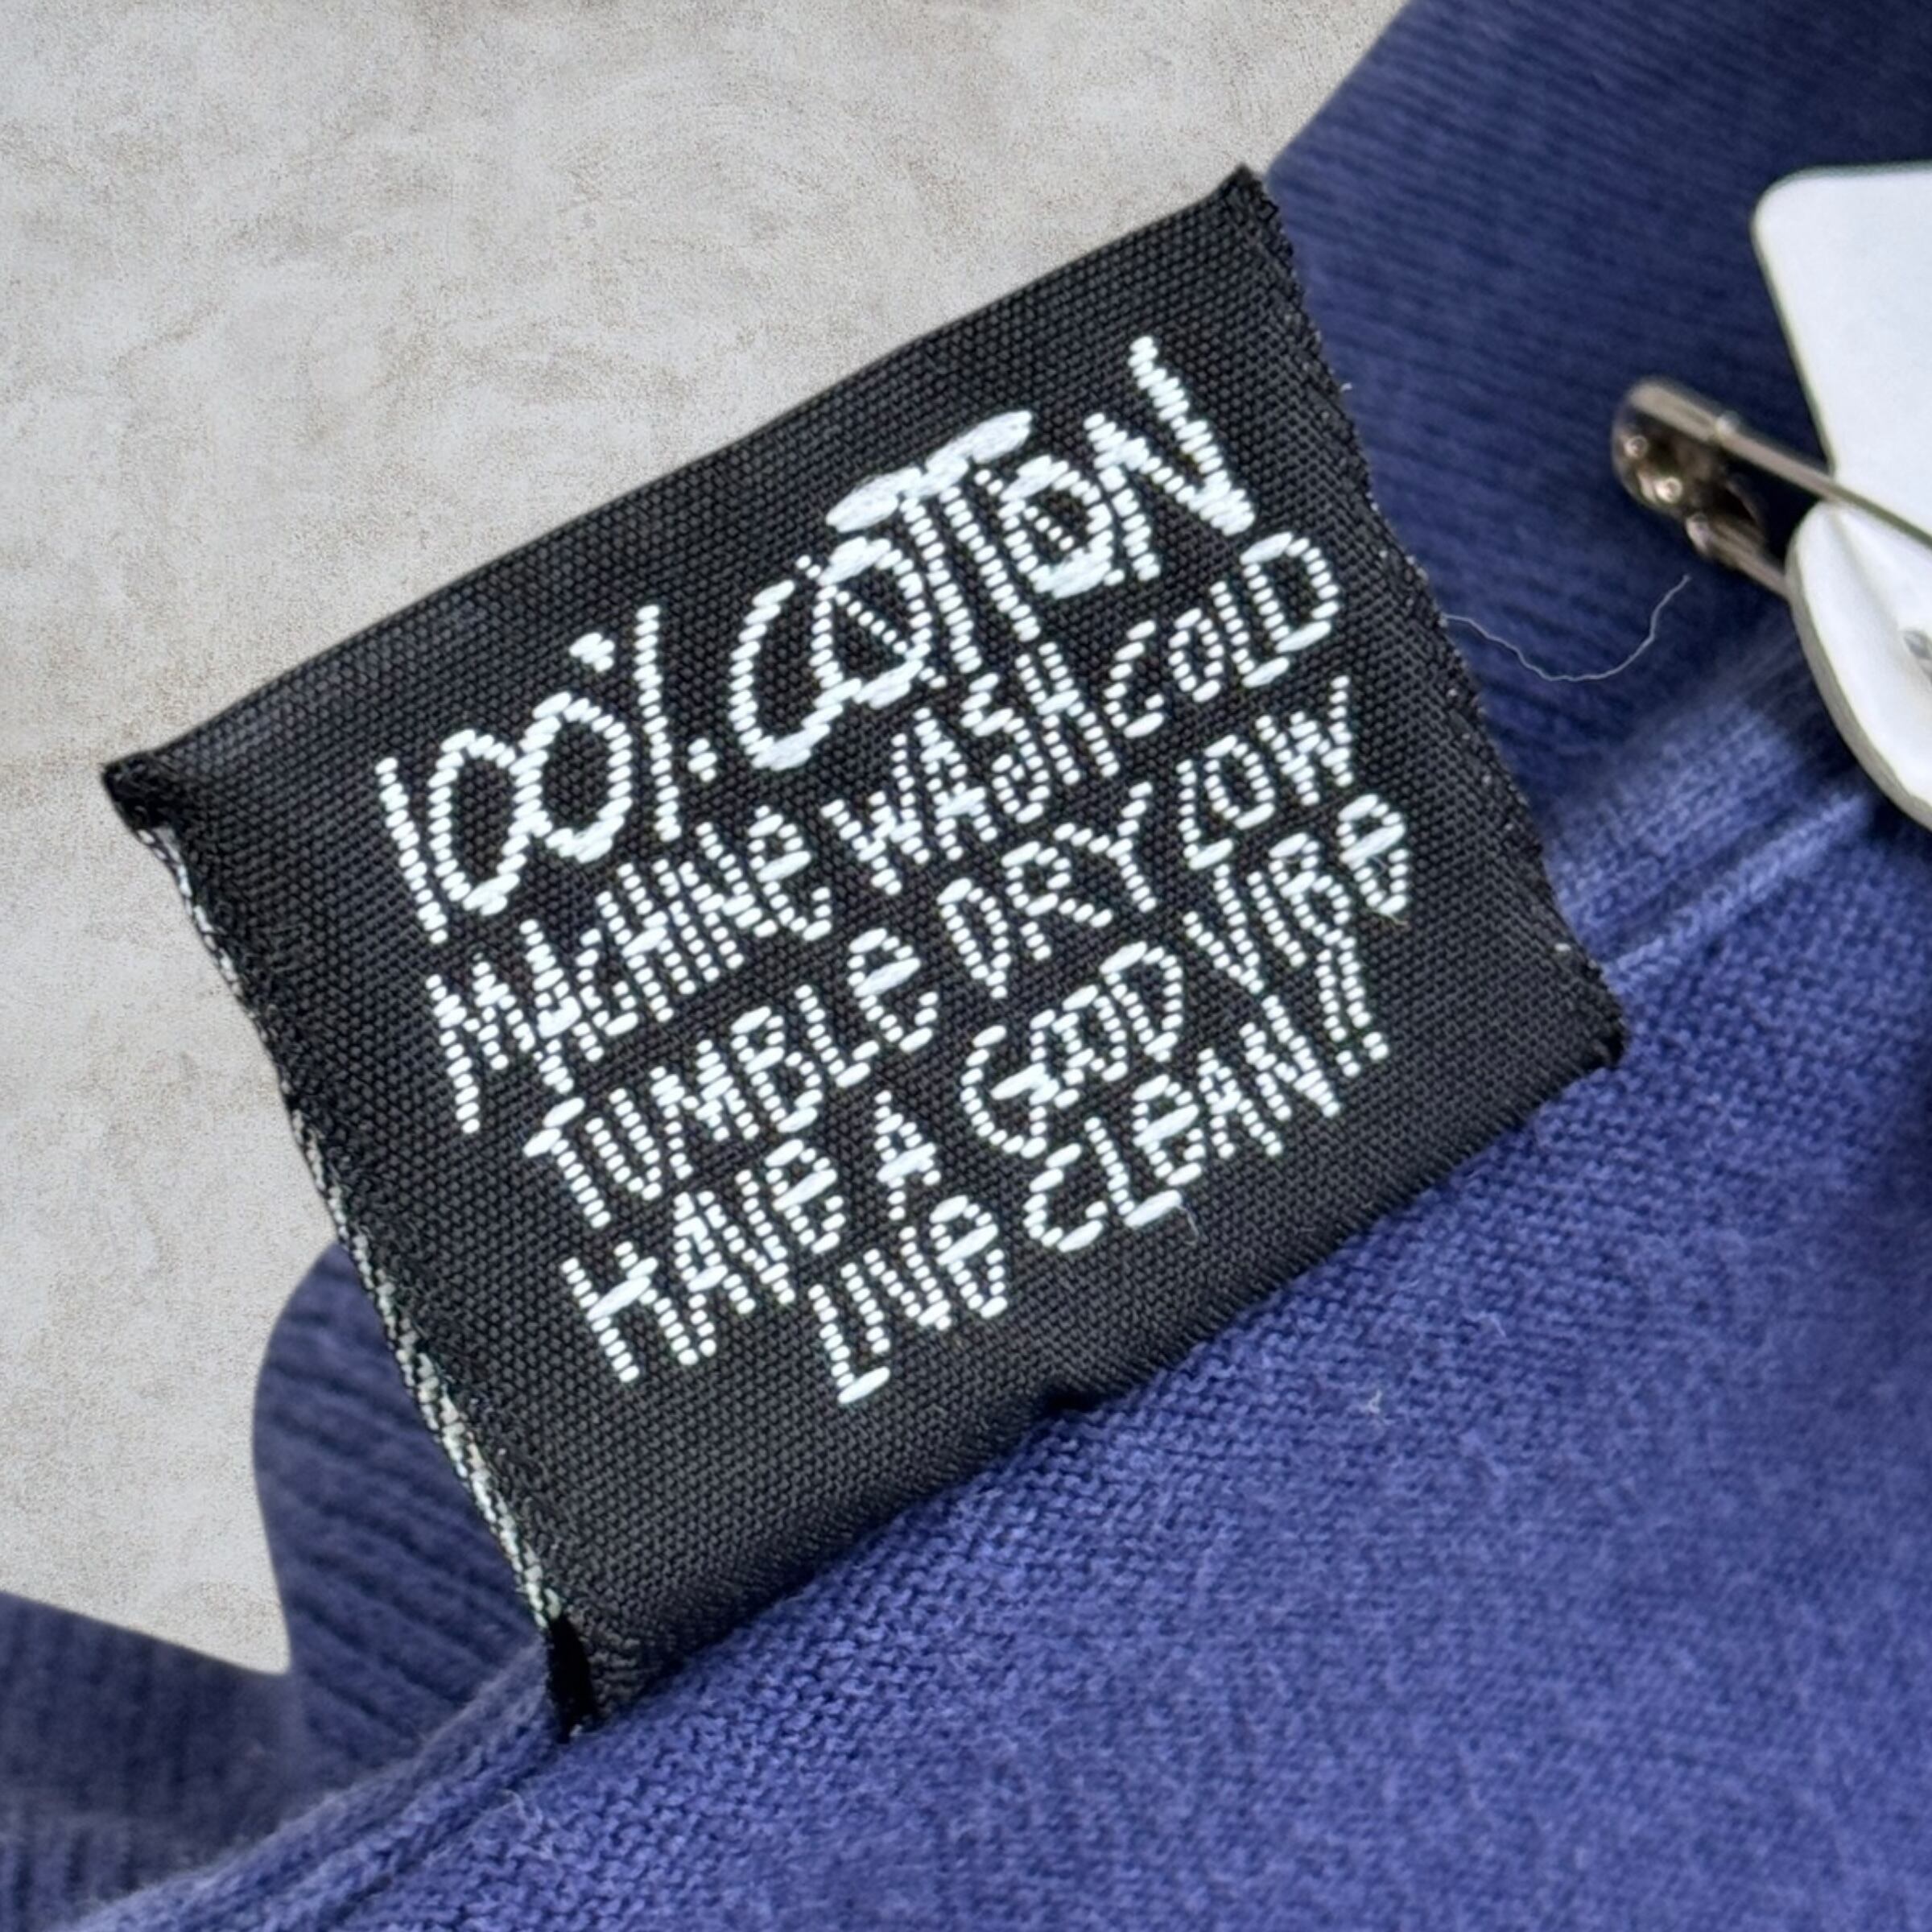 100% COTTON
MACHINE WASH COLD
TUMBLE DRY LOW
HAVE A GOOD VIBE
LIVE CLEAN!!